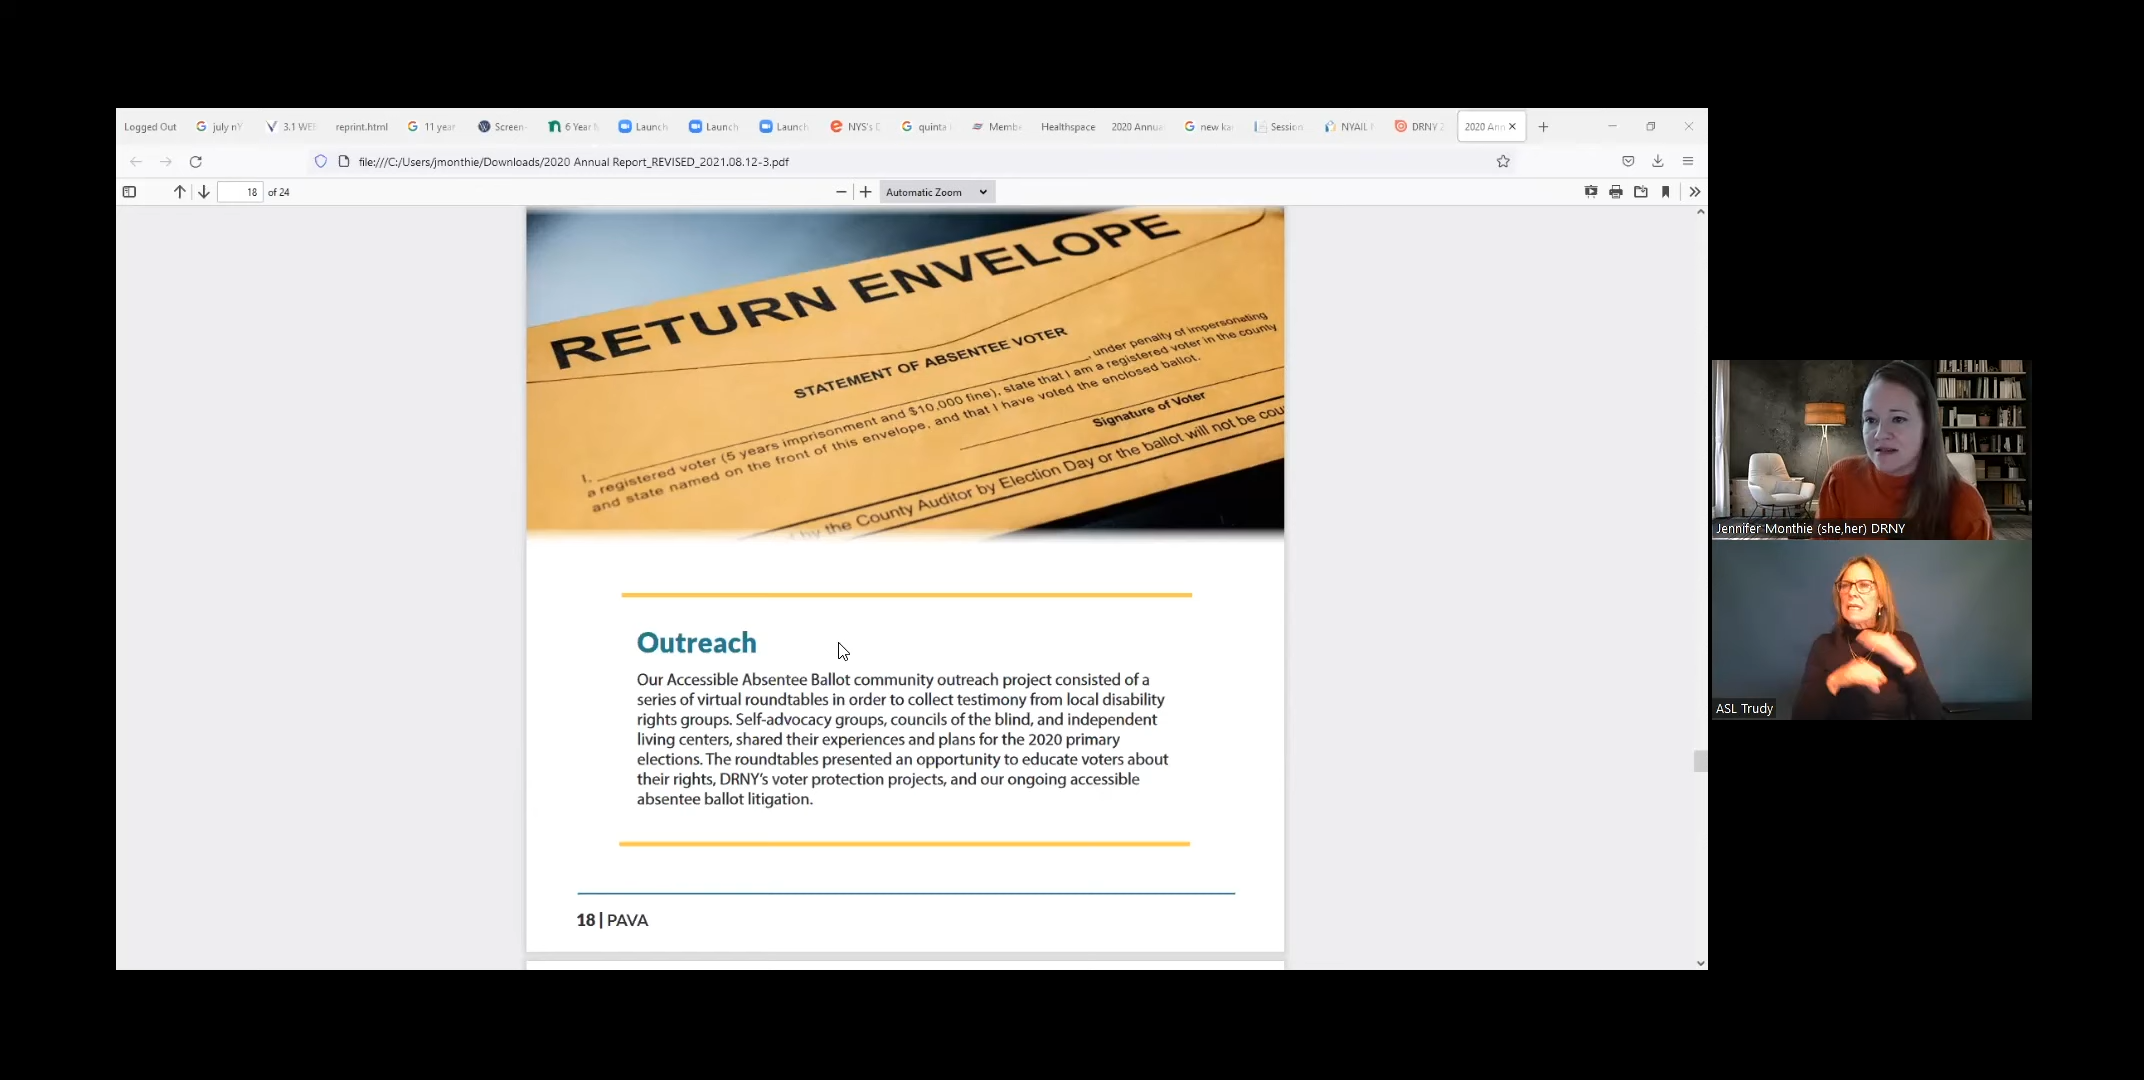 Logged Out
july nY
3.1 WE
reprint.html
11 year
Screen-
6 Year
Launch
Launch
Launch
NYS's
quinta
Memb
Healthspace
2020 Annua
new ka
Session
NYAIL
DRNY 2
2020 Ann
file:///C:/Users/jmonthie/Downloads/2020 Annual Report_REVISED_2021.08.12-3.pdf
18 of 24
Automatic Zoom
RETURN ENVELOPE
STATEMENT OF ABSENTEE VOTER
I, ____________, under penalty of impersonating
a registered voter (5 years imprisonment and $10,000 fine), state that I am a registered voter in the county
and state named on the front of this envelope, and that I have voted the enclosed ballot.
Signature of Voter
by the County Auditor by Election Day or the ballot will not be cou
Outreach
Our Accessible Absentee Ballot community outreach project consisted of a
series of virtual roundtables in order to collect testimony from local disability
rights groups. Self-advocacy groups, councils of the blind, and independent
living centers, shared their experiences and plans for the 2020 primary
elections. The roundtables presented an opportunity to educate voters about
their rights, DRNY's voter protection projects, and our ongoing accessible
absentee ballot litigation.
18 | PAVA
Jennifer Monthie (she,her) DRNY
ASL Trudy